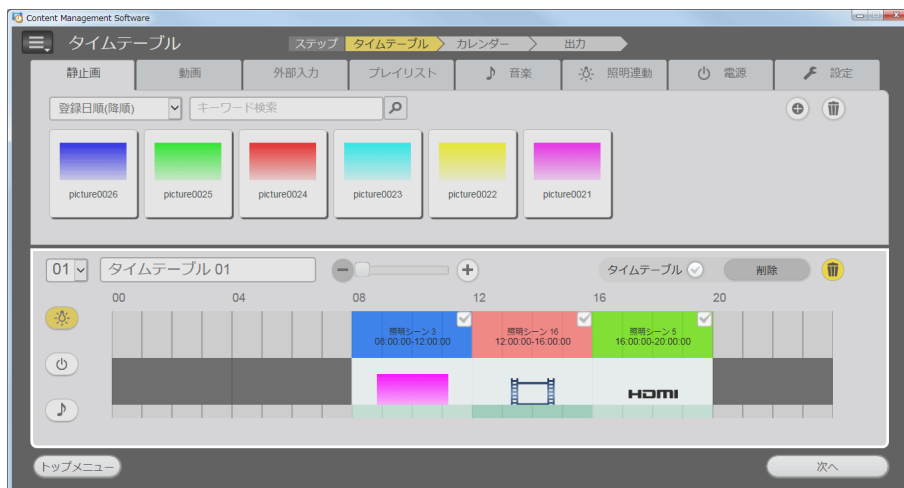 Content Management Software
タイムテーブル
ステップ タイムテーブル カレンダー 出力
静止画 動画 外部入力 プレイリスト 音楽 照明連動 電源 設定
登録日順(降順) キーワード検索
picture0026 picture0025 picture0024 picture0023 picture0022 picture0021
01 タイムテーブル 01 タイムテーブル 削除
00 04 08 12 16 20
照明シーン 3 照明シーン 16 照明シーン 5
08:00:00-12:00:00 12:00:00-16:00:00 16:00:00-20:00:00
HDMI
トップメニュー 次へ